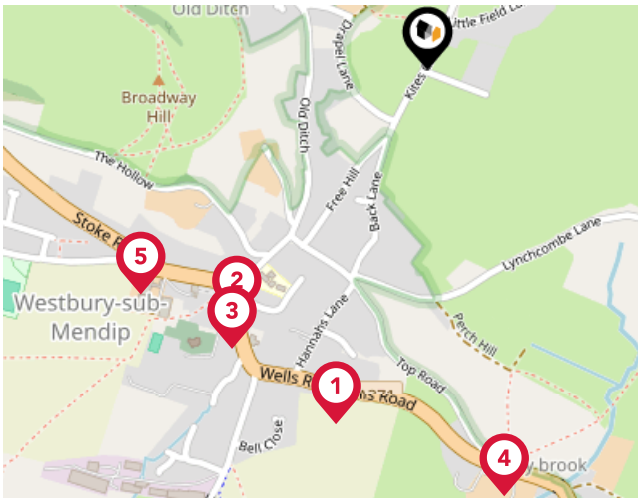 Old Ditch
Little Field La
Drapel Lane
Kites
Broadway
Hill
Old Ditch
The Hollow
Free Hill
Back Lane
Lynchcombe Lane
Stoke R
5
2
3
Westbury-sub-
Mendip
Hannahs Lane
Perch Hill
Top Road
Wells R
1
Road
Bell Close
4
brook